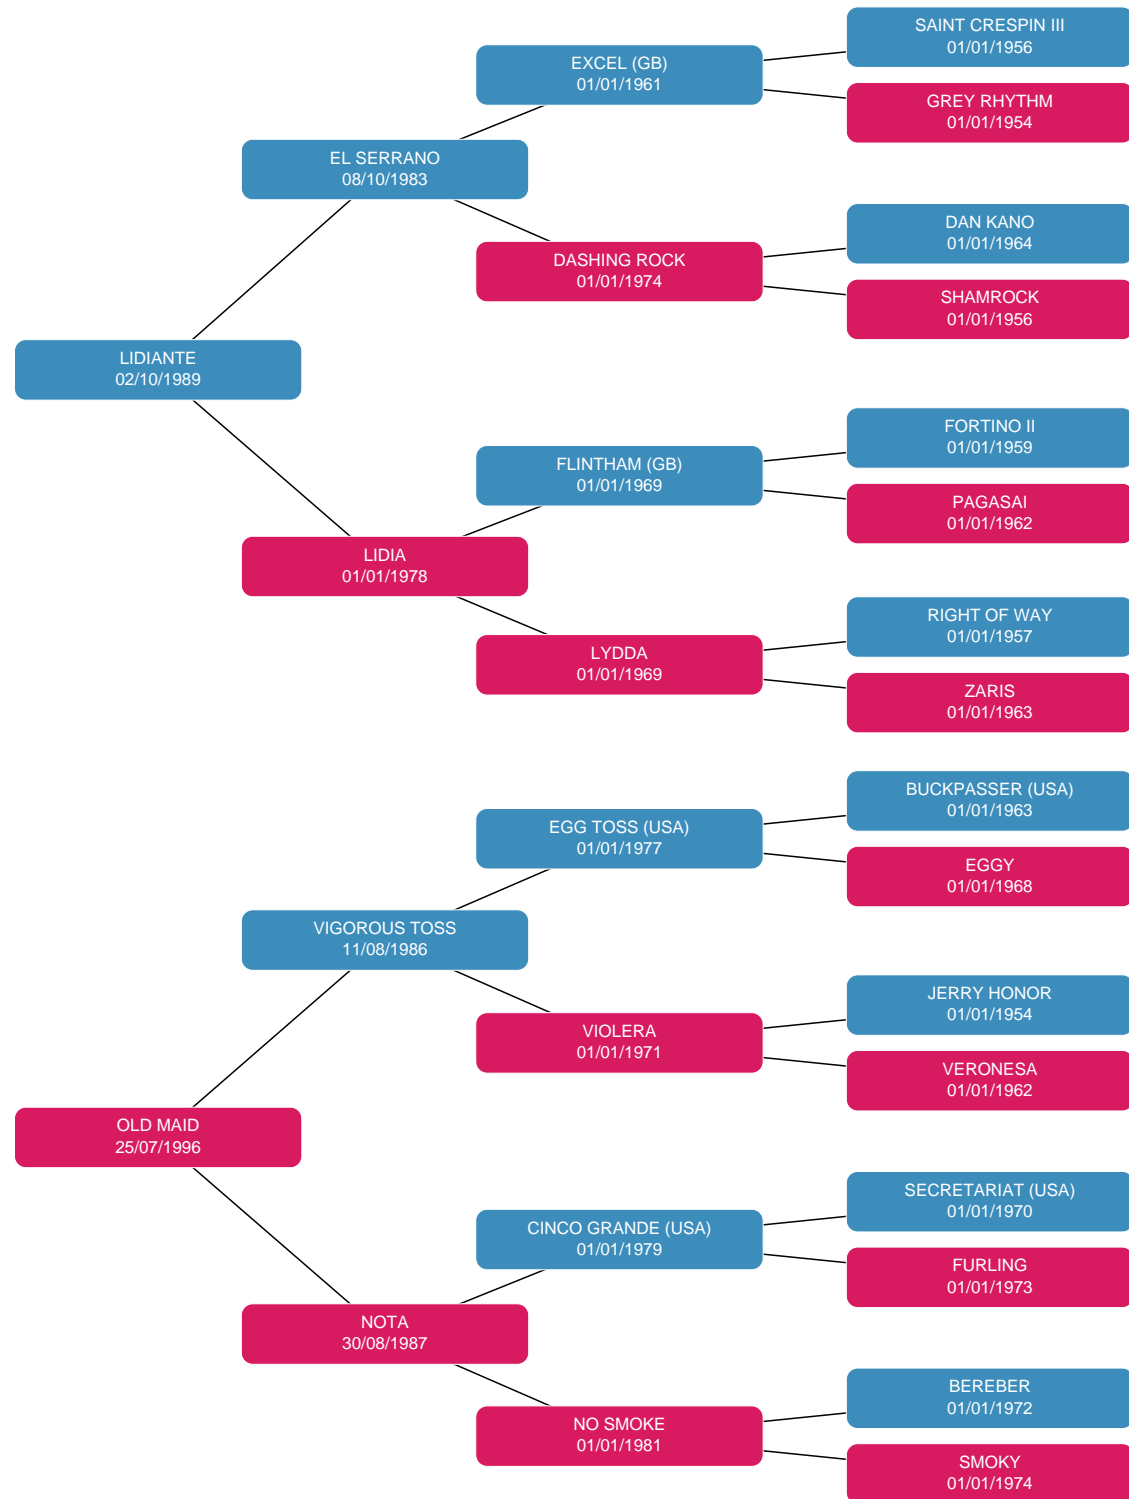 SAINT CRESPIN III
01/01/1956
EXCEL (GB)
01/01/1961
GREY RHYTHM
01/01/1954
EL SERRANO
08/10/1983
DAN KANO
01/01/1964
DASHING ROCK
01/01/1974
SHAMROCK
01/01/1956
LIDIANTE
02/10/1989
FORTINO II
01/01/1959
FLINTHAM (GB)
01/01/1969
PAGASAI
01/01/1962
LIDIA
01/01/1978
RIGHT OF WAY
01/01/1957
LYDDA
01/01/1969
ZARIS
01/01/1963
BUCKPASSER (USA)
01/01/1963
EGG TOSS (USA)
01/01/1977
EGGY
01/01/1968
VIGOROUS TOSS
11/08/1986
JERRY HONOR
01/01/1954
VIOLERA
01/01/1971
VERONESA
01/01/1962
OLD MAID
25/07/1996
SECRETARIAT (USA)
01/01/1970
CINCO GRANDE (USA)
01/01/1979
FURLING
01/01/1973
NOTA
30/08/1987
BEREBER
01/01/1972
NO SMOKE
01/01/1981
SMOKY
01/01/1974